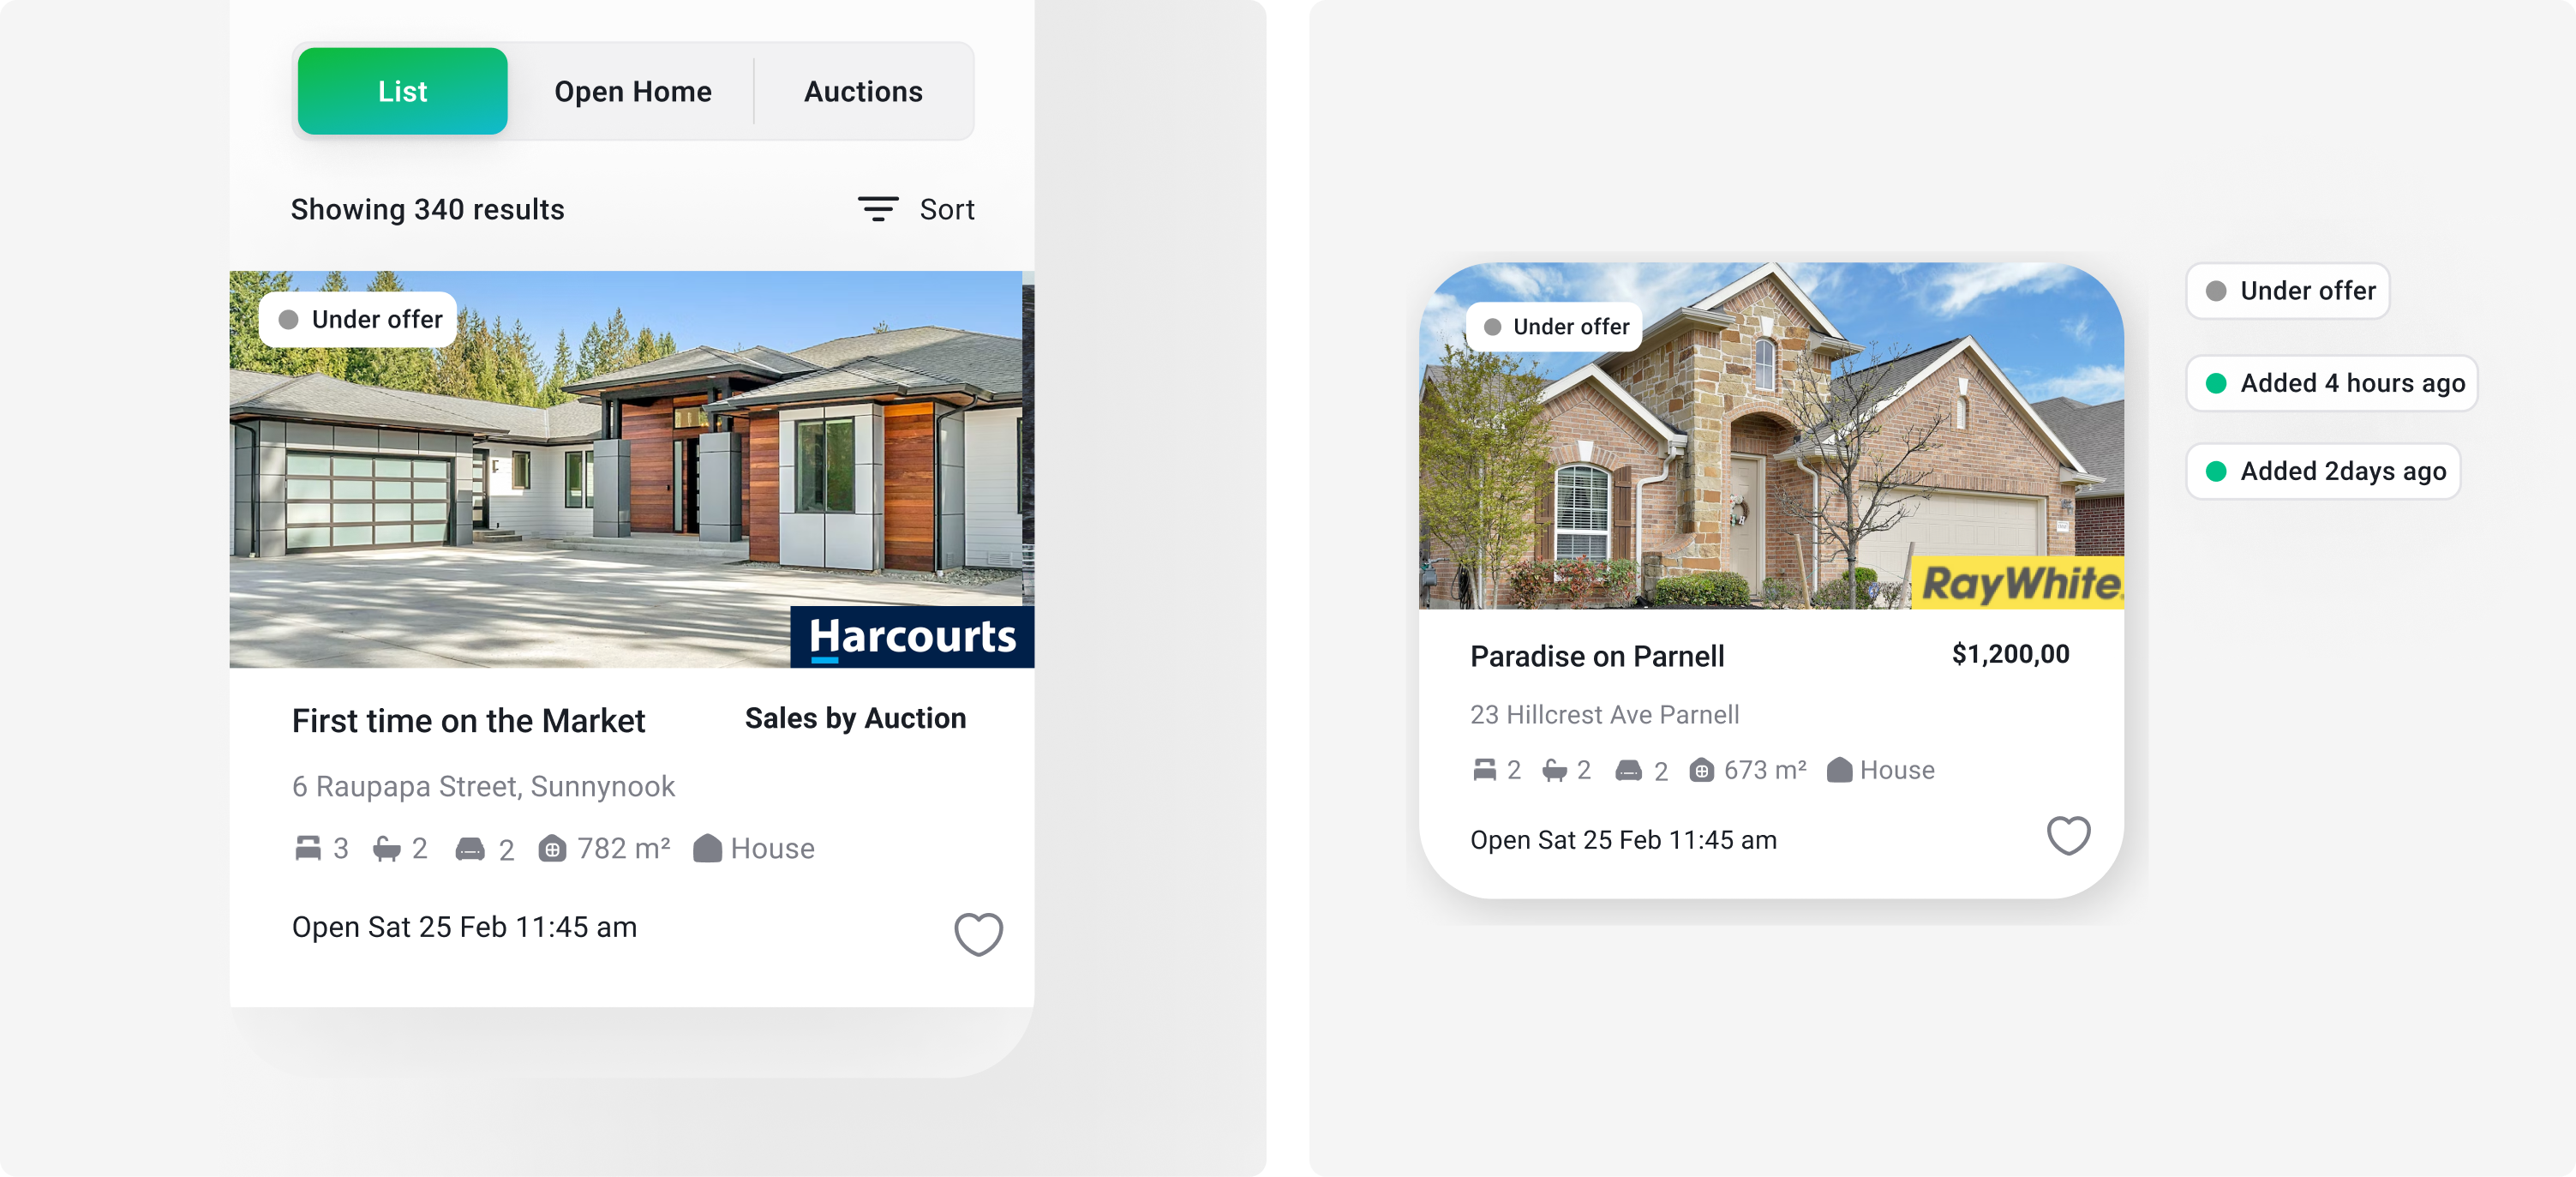 List
Open Home
Auctions
Showing 340 results
Sort
Under offer
Harcourts
First time on the Market
Sales by Auction
6 Raupapa Street, Sunnynook
3 2 2 782 m² House
Open Sat 25 Feb 11:45 am
Under offer
RayWhite.
Paradise on Parnell
$1,200,00
23 Hillcrest Ave Parnell
2 2 2 673 m² House
Open Sat 25 Feb 11:45 am
Under offer
Added 4 hours ago
Added 2days ago